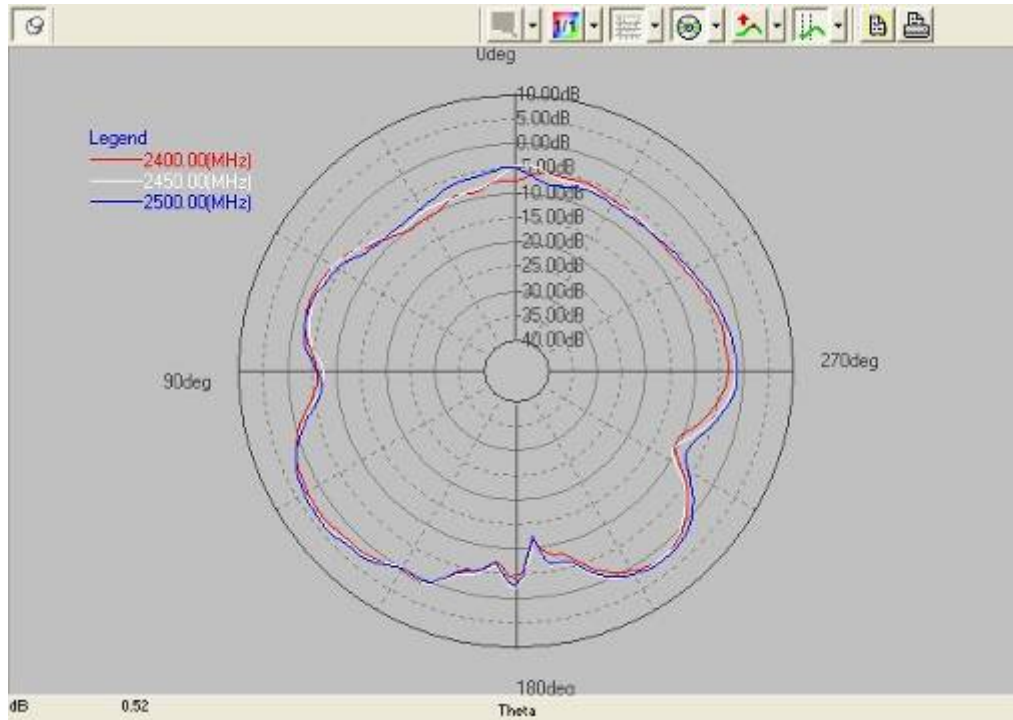 1/1
0deg
10.00dB
5.00dB
0.00dB
-5.00dB
-10.00dB
-15.00dB
-20.00dB
-25.00dB
-30.00dB
-35.00dB
-40.00dB
Legend
2400.00(MHz)
2450.00(MHz)
2500.00(MHz)
270deg
90deg
180deg
dB 0.52 Theta